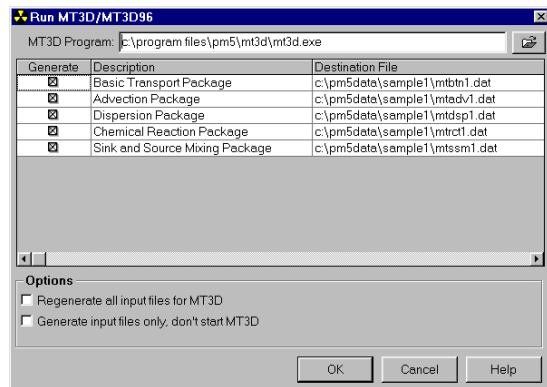 Run MT3D/MT3D96
MT3D Program: c:\program files\pm5\mt3d\mt3d.exe
Generate Description Destination File
Basic Transport Package c:\pm5data\sample1\mtbtn1.dat
Advection Package c:\pm5data\sample1\mtadv1.dat
Dispersion Package c:\pm5data\sample1\mtdsp1.dat
Chemical Reaction Package c:\pm5data\sample1\mtrct1.dat
Sink and Source Mixing Package c:\pm5data\sample1\mtssm1.dat
Options
Regenerate all input files for MT3D
Generate input files only, don't start MT3D
OK Cancel Help